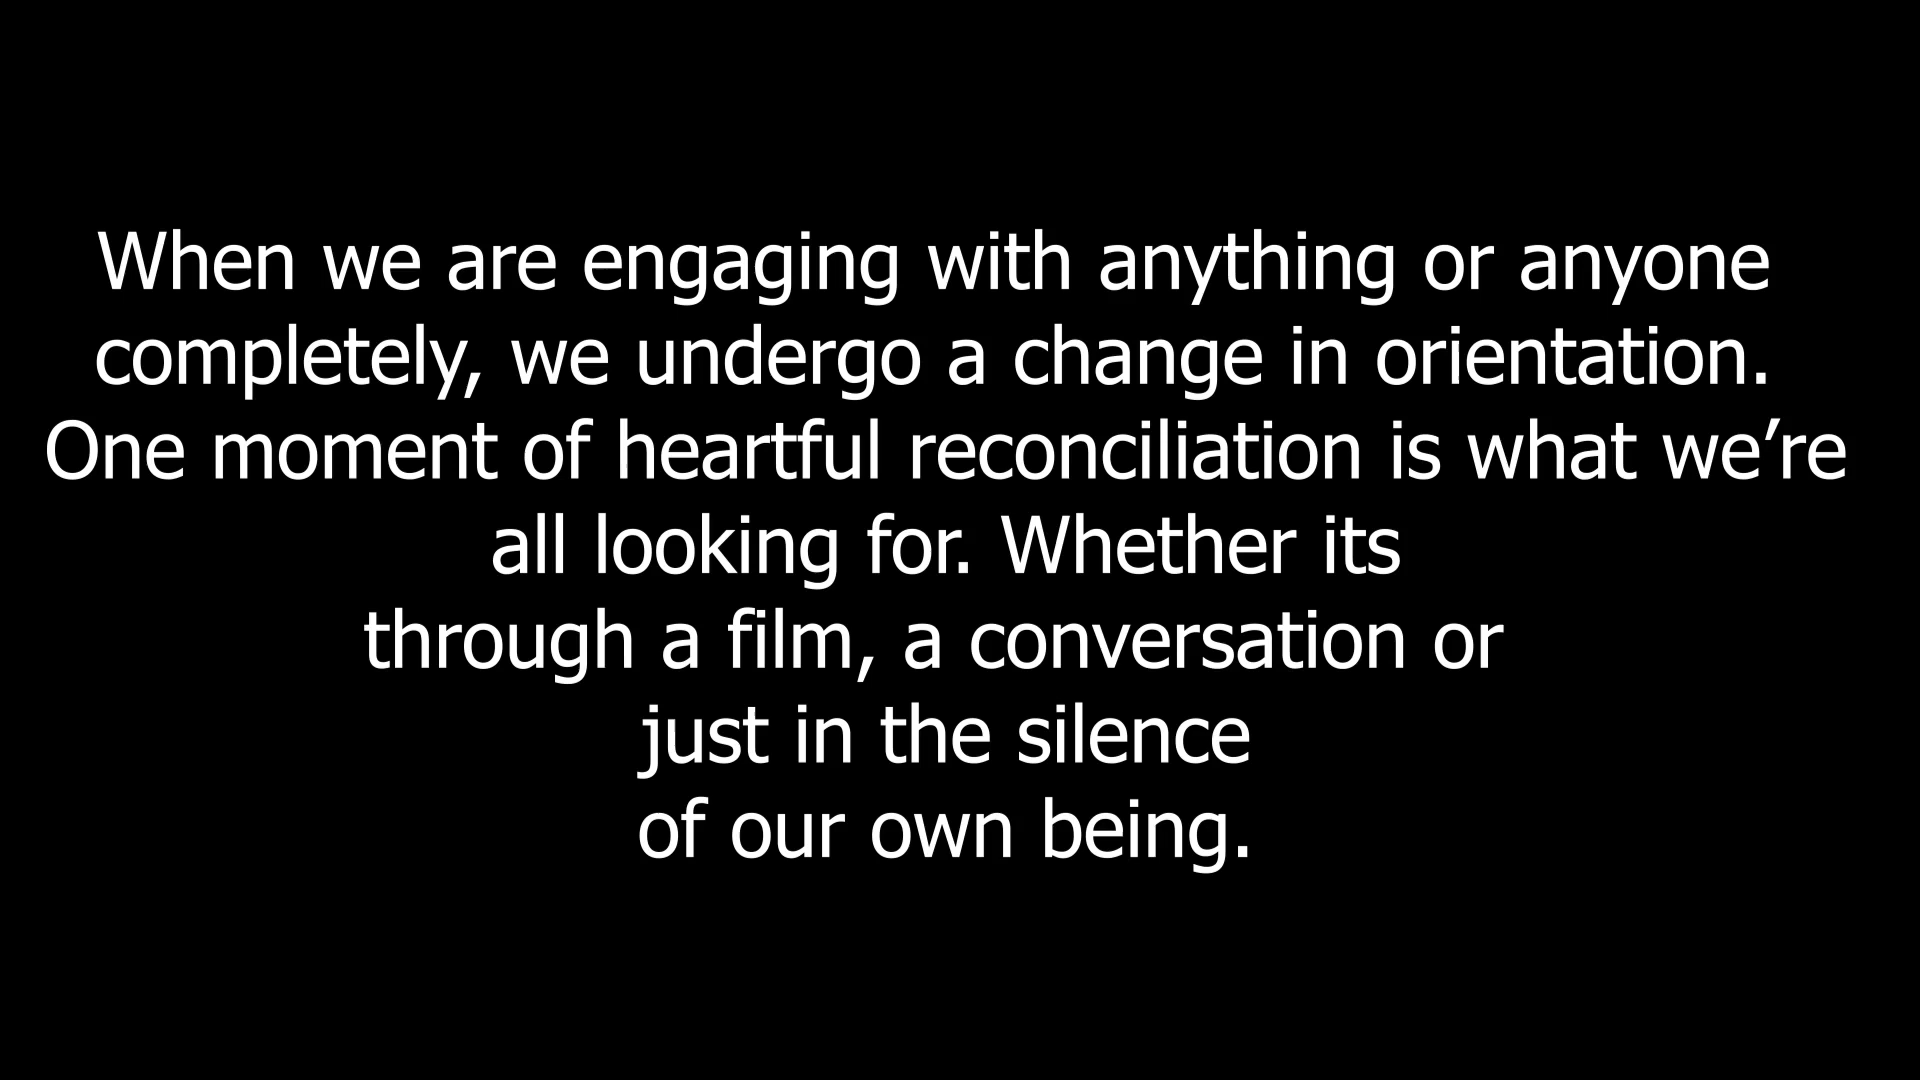 When we are engaging with anything or anyone
completely, we undergo a change in orientation.
One moment of heartful reconciliation is what we’re
all looking for. Whether its
through a film, a conversation or
just in the silence
of our own being.